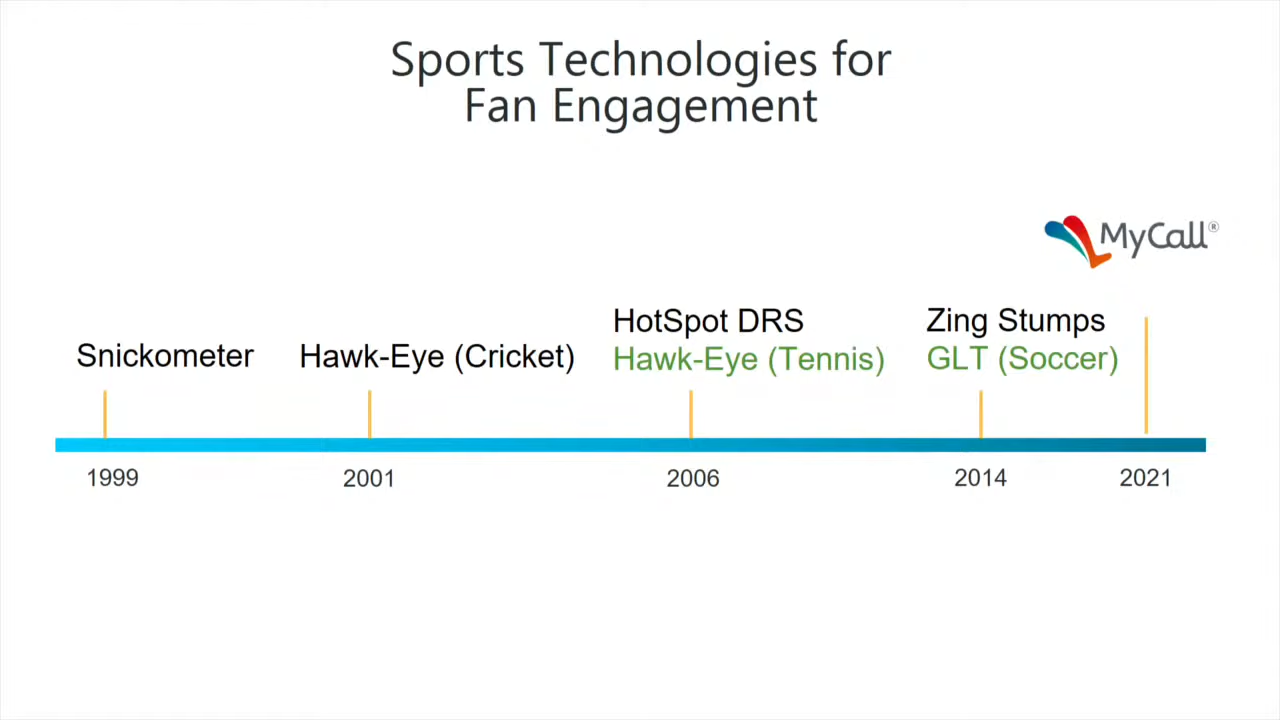 Sports Technologies for
Fan Engagement
MyCall®
Snickometer
Hawk-Eye (Cricket)
HotSpot DRS
Hawk-Eye (Tennis)
Zing Stumps
GLT (Soccer)
1999
2001
2006
2014
2021